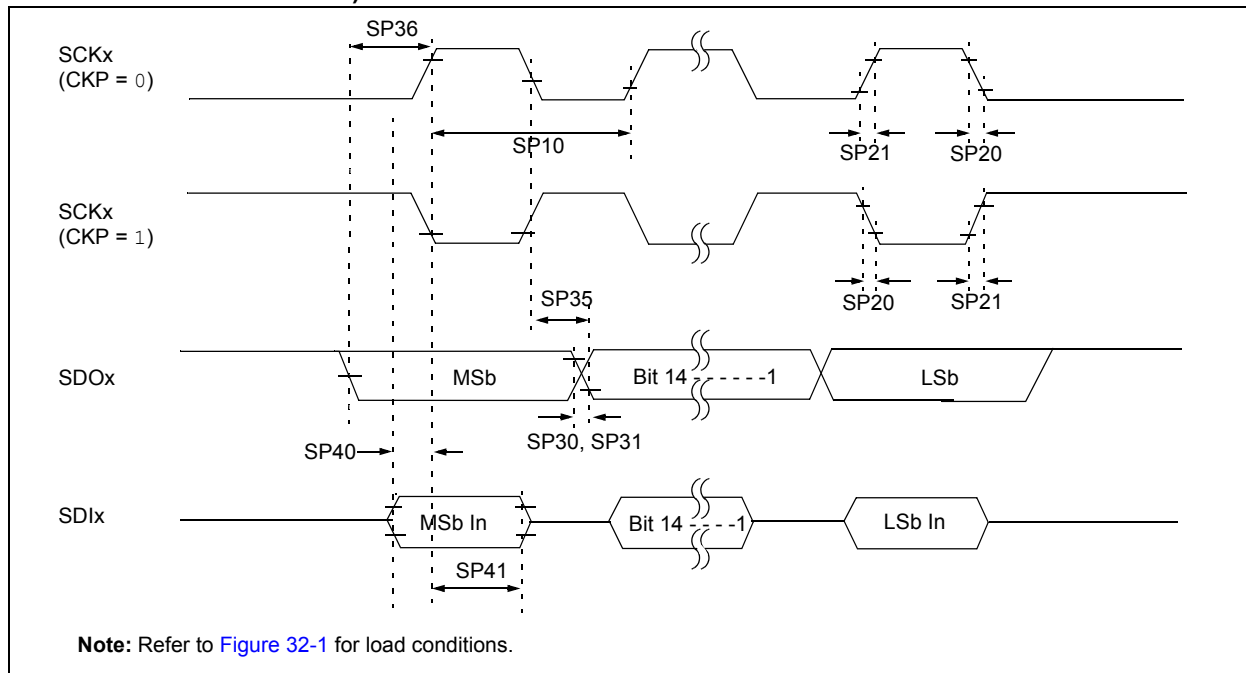 SP36
SCKx
(CKP = 0)
SP10
SP21
SP20
SCKx
(CKP = 1)
SP35
SP20
SP21
SDOx
MSb
Bit 14 - - - - - -1
LSb
SP30, SP31
SP40
SDIx
MSb In
Bit 14 - - - - -1
LSb In
SP41
Note: Refer to Figure 32-1 for load conditions.